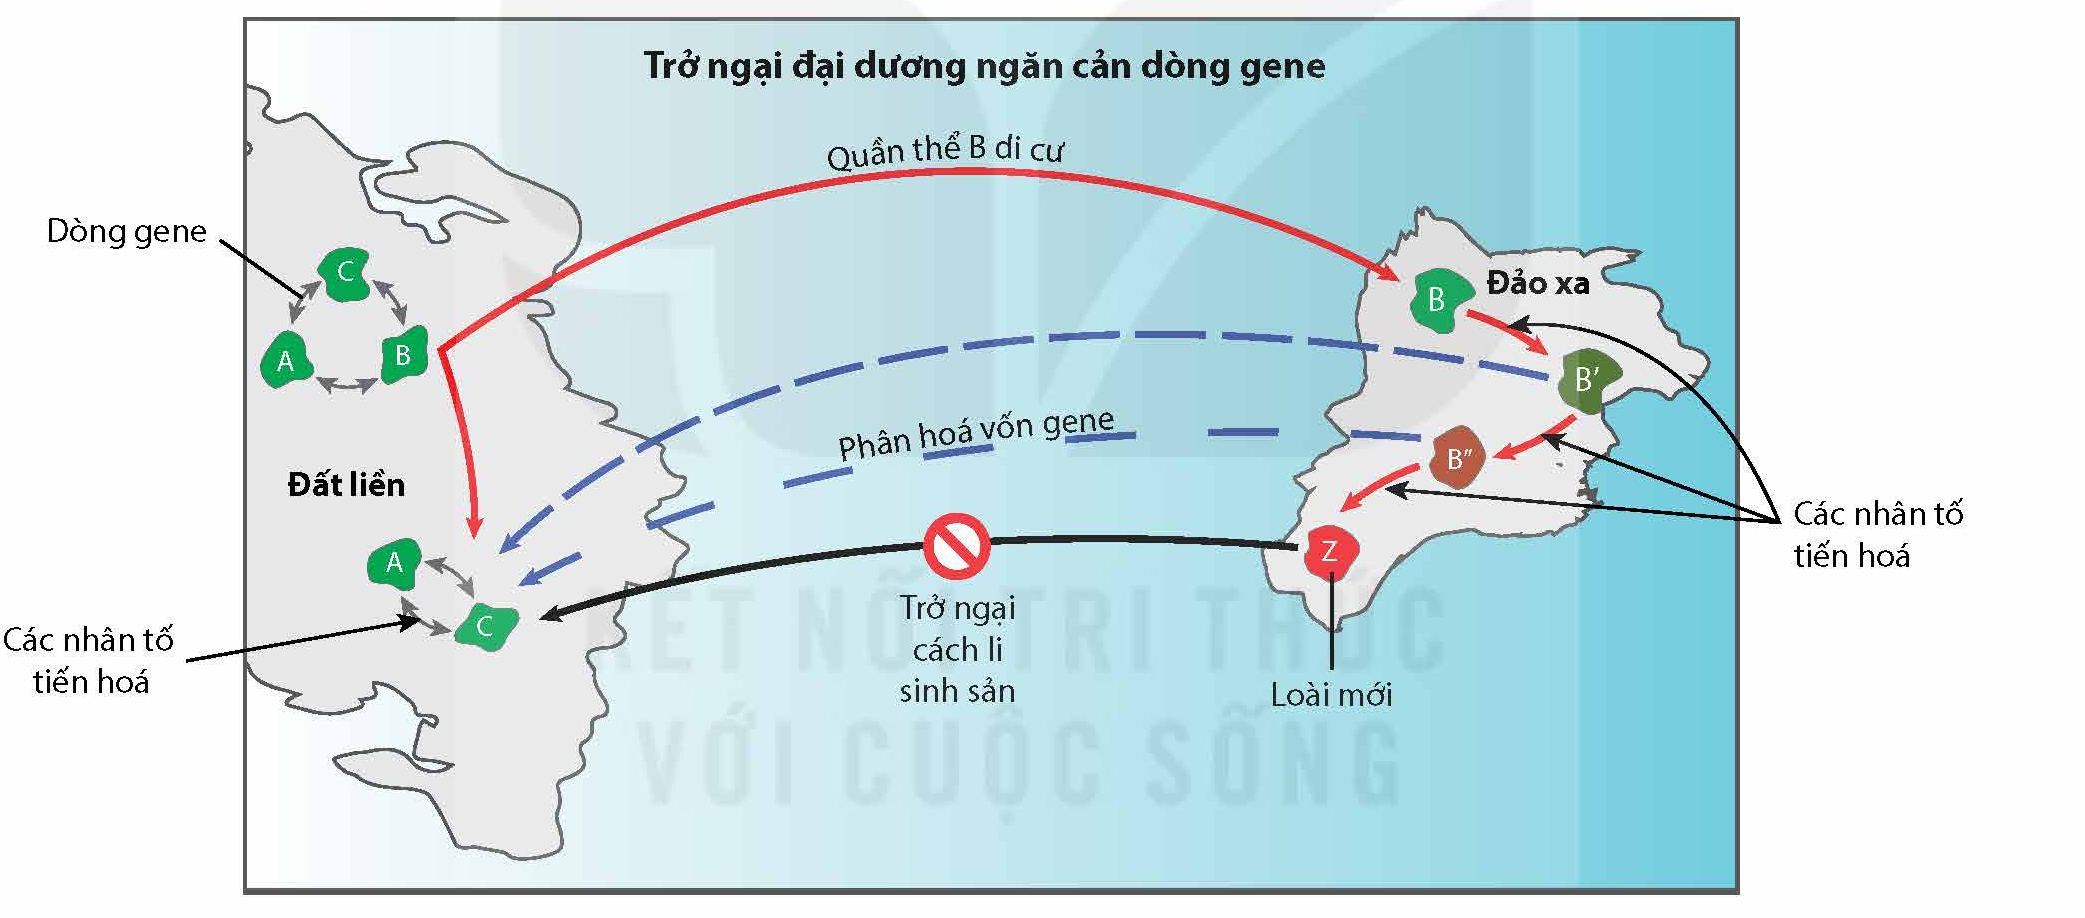 Trở ngại đại dương ngăn cản dòng gene
Quần thể B di cư
Dòng gene
C
A
B
B
Đảo xa
B′
Phân hoá vốn gene
B″
Đất liền
Các nhân tố
tiến hoá
A
Z
C
Trở ngại
cách li
sinh sản
Các nhân tố
tiến hoá
Loài mới
KẾT NỐI TRI THỨC
VỚI CUỘC SỐNG